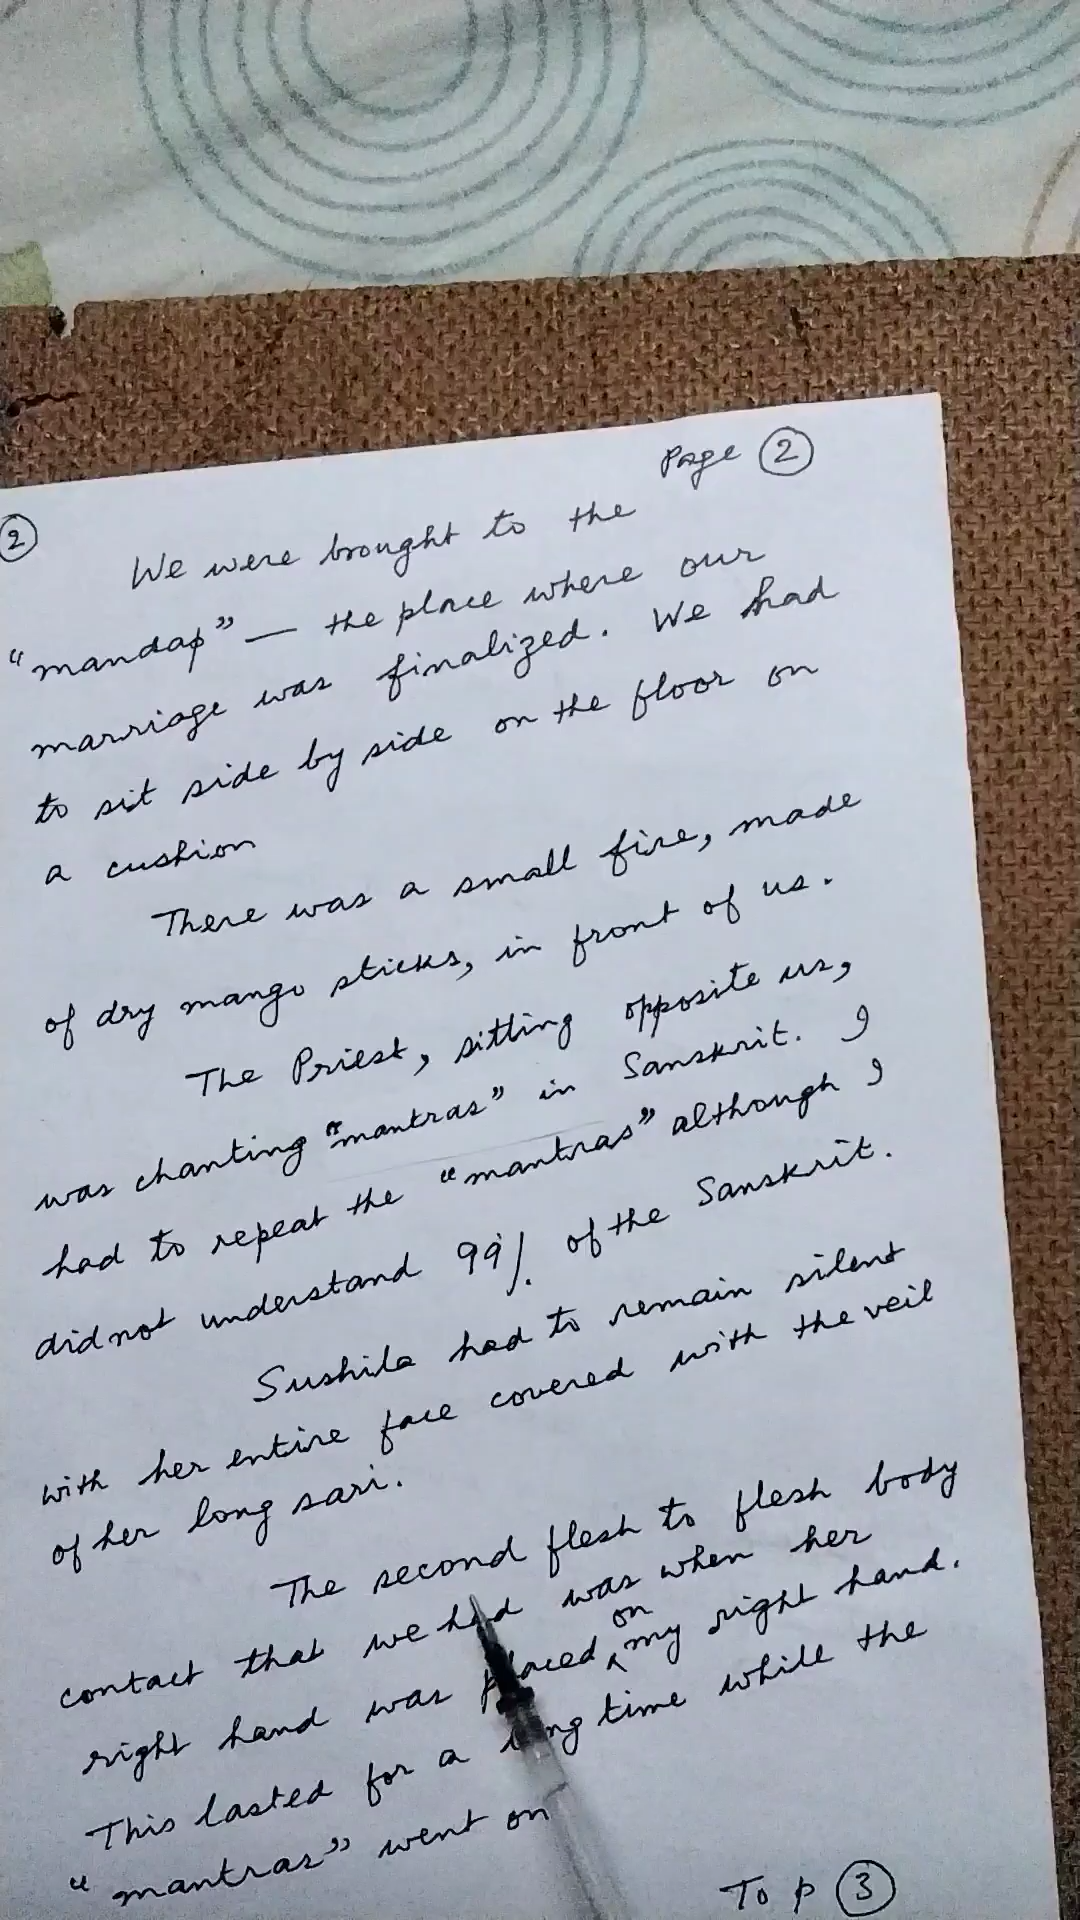 Page 2
2
We were brought to the
"mandap" — the place where our
marriage was finalized. We had
to sit side by side on the floor on
a cushion
There was a small fire, made
of dry mango sticks, in front of us.
The Priest, sitting opposite us,
was chanting "mantras" in Sanskrit. I
had to repeat the "mantras" although I
did not understand 99% of the Sanskrit.
Sushila had to remain silent
with her entire face covered with the veil
of her long sari.
The second flesh to flesh body
contact that we had was when her
right hand was placed on my right hand.
This lasted for a long time while the
"mantras" went on
To p 3